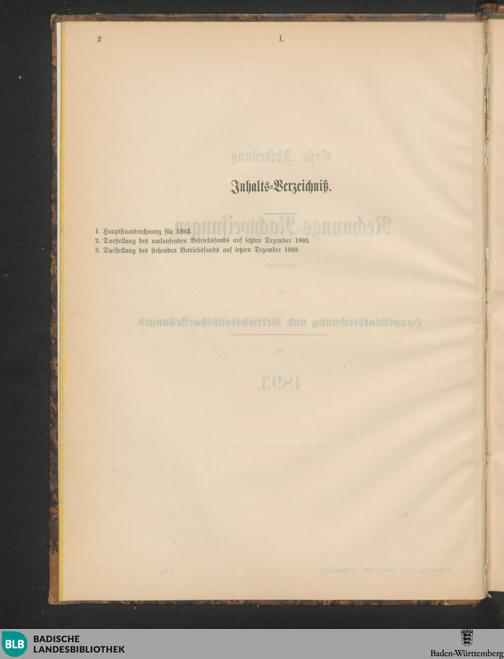 2
I.
Inhalts-Verzeichniß.
1. Hauptstaatsrechnung für 1893.
2. Darstellung des umlaufenden Betriebsfonds auf letzten Dezember 1893.
3. Darstellung des stehenden Betriebsfonds auf letzten Dezember 1893.
BLB BADISCHE
LANDESBIBLIOTHEK
Baden-Württemberg